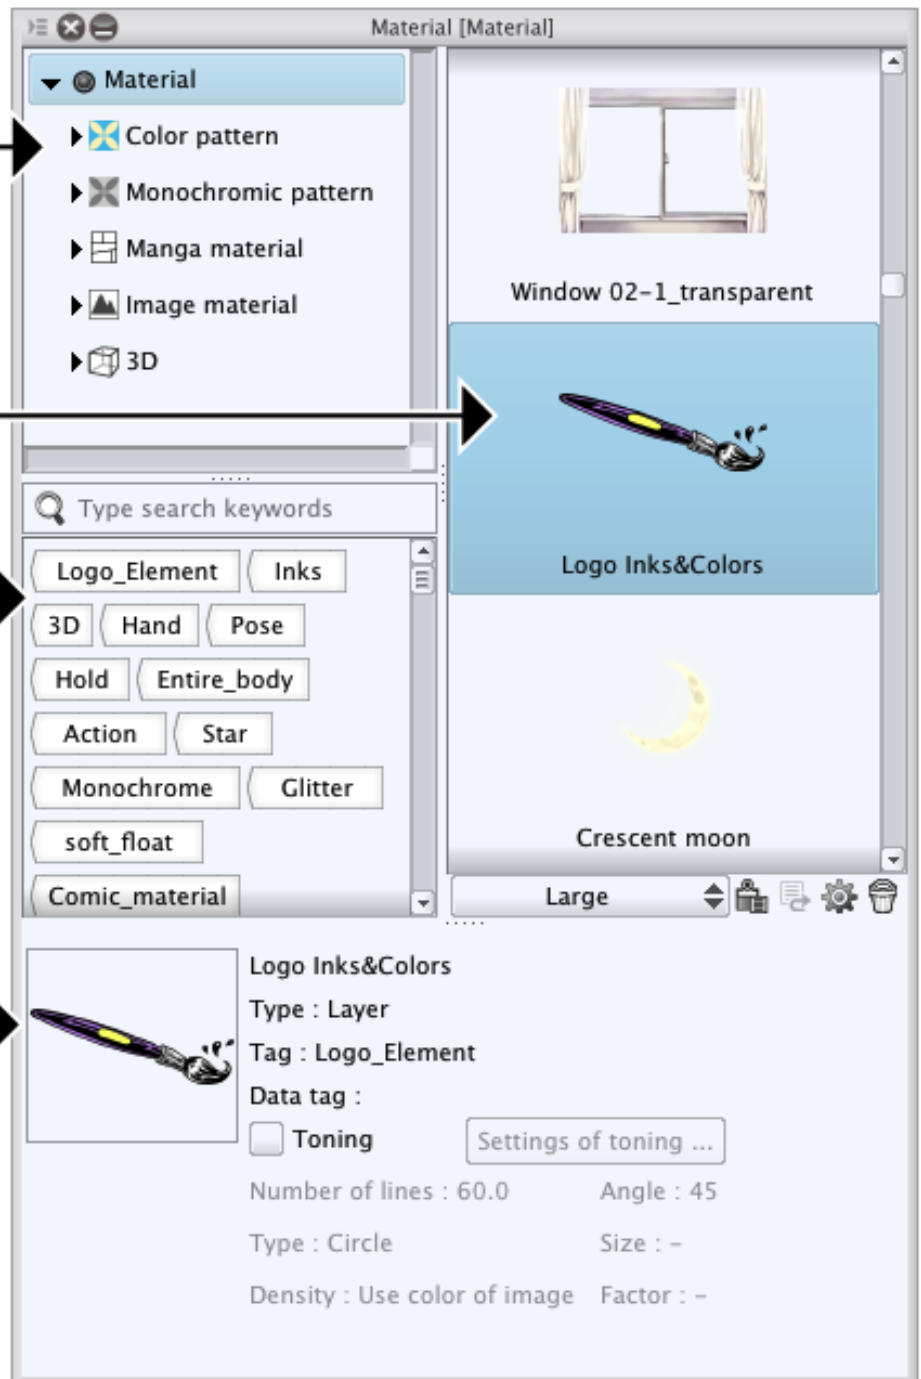 Material [Material]
Material
Color pattern
Monochromic pattern
Manga material
Image material
3D
Type search keywords
Logo_Element Inks
3D Hand Pose
Hold Entire_body
Action Star
Monochrome Glitter
soft_float
Comic_material
Window 02-1_transparent
Logo Inks&Colors
Crescent moon
Large
Logo Inks&Colors
Type : Layer
Tag : Logo_Element
Data tag :
Toning Settings of toning ...
Number of lines : 60.0 Angle : 45
Type : Circle Size : -
Density : Use color of image Factor : -